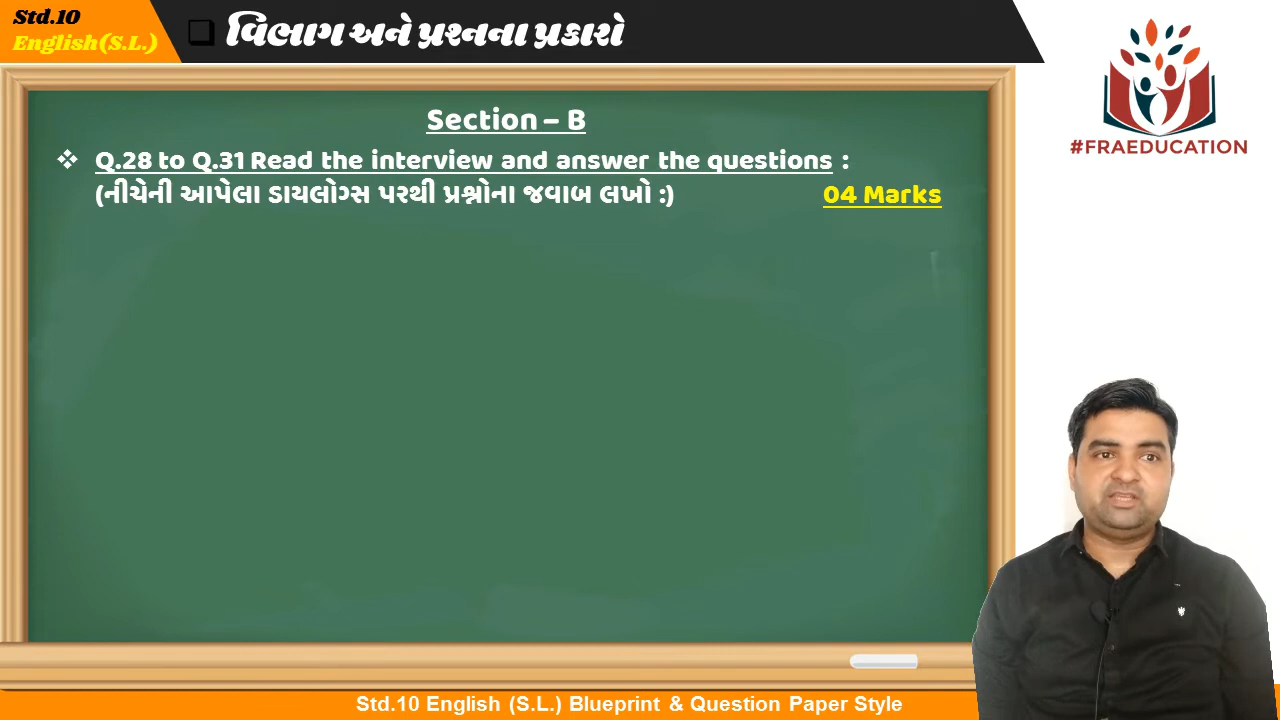 Std.10
English(S.L.)
❑ વિભાગ અને પ્રશ્નના પ્રકારો
#FRAEDUCATION
Section – B
❖ Q.28 to Q.31 Read the interview and answer the questions :
(નીચેની આપેલા ડાયલોગ્સ પરથી પ્રશ્નોના જવાબ લખો :) 04 Marks
Std.10 English (S.L.) Blueprint & Question Paper Style